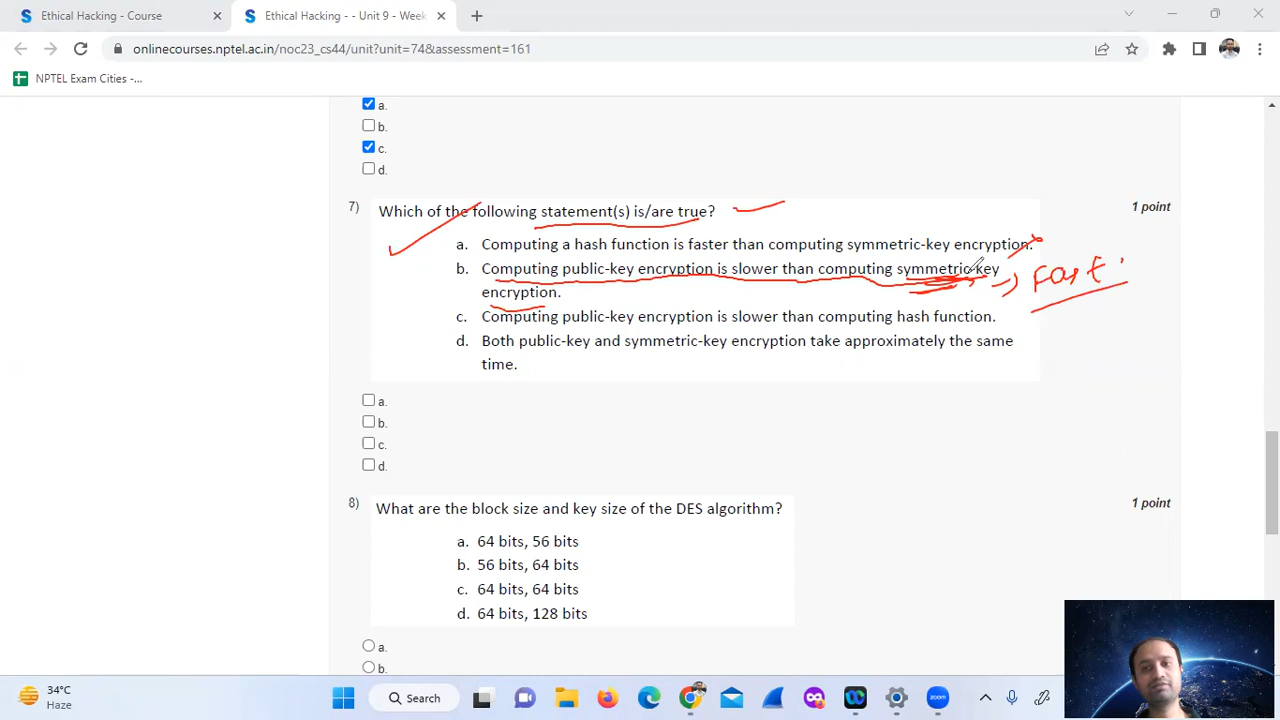 Ethical Hacking - Course
Ethical Hacking - - Unit 9 - Week
onlinecourses.nptel.ac.in/noc23_cs44/unit?unit=74&assessment=161
NPTEL Exam Cities -...
a.
b.
c.
d.
7) Which of the following statement(s) is/are true? 1 point
a. Computing a hash function is faster than computing symmetric-key encryption.
b. Computing public-key encryption is slower than computing symmetric-key
encryption.
→ Fast
c. Computing public-key encryption is slower than computing hash function.
d. Both public-key and symmetric-key encryption take approximately the same
time.
a.
b.
c.
d.
8) What are the block size and key size of the DES algorithm? 1 point
a. 64 bits, 56 bits
b. 56 bits, 64 bits
c. 64 bits, 64 bits
d. 64 bits, 128 bits
a.
b.
34°C
Haze
Search
zoom